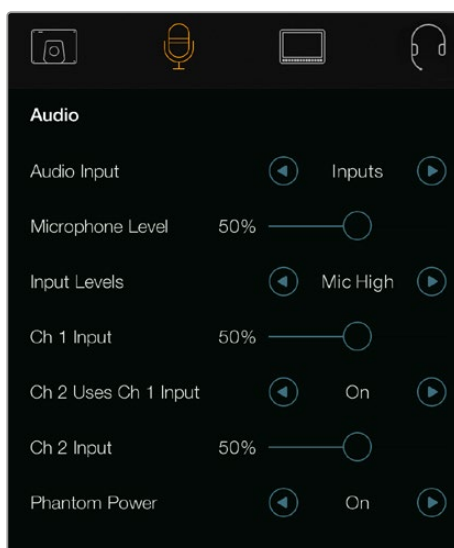 Audio
Audio Input Inputs
Microphone Level 50%
Input Levels Mic High
Ch 1 Input 50%
Ch 2 Uses Ch 1 Input On
Ch 2 Input 50%
Phantom Power On